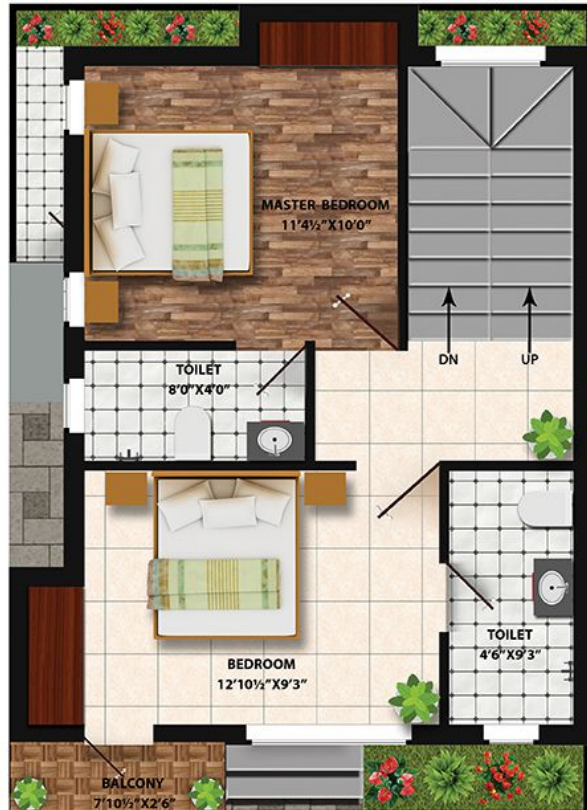 MASTER BEDROOM
11'4½"X10'0"
DN
UP
TOILET
8'0"X4'0"
BEDROOM
12'10½"X9'3"
TOILET
4'6"X9'3"
BALCONY
7'10½"X2'6"